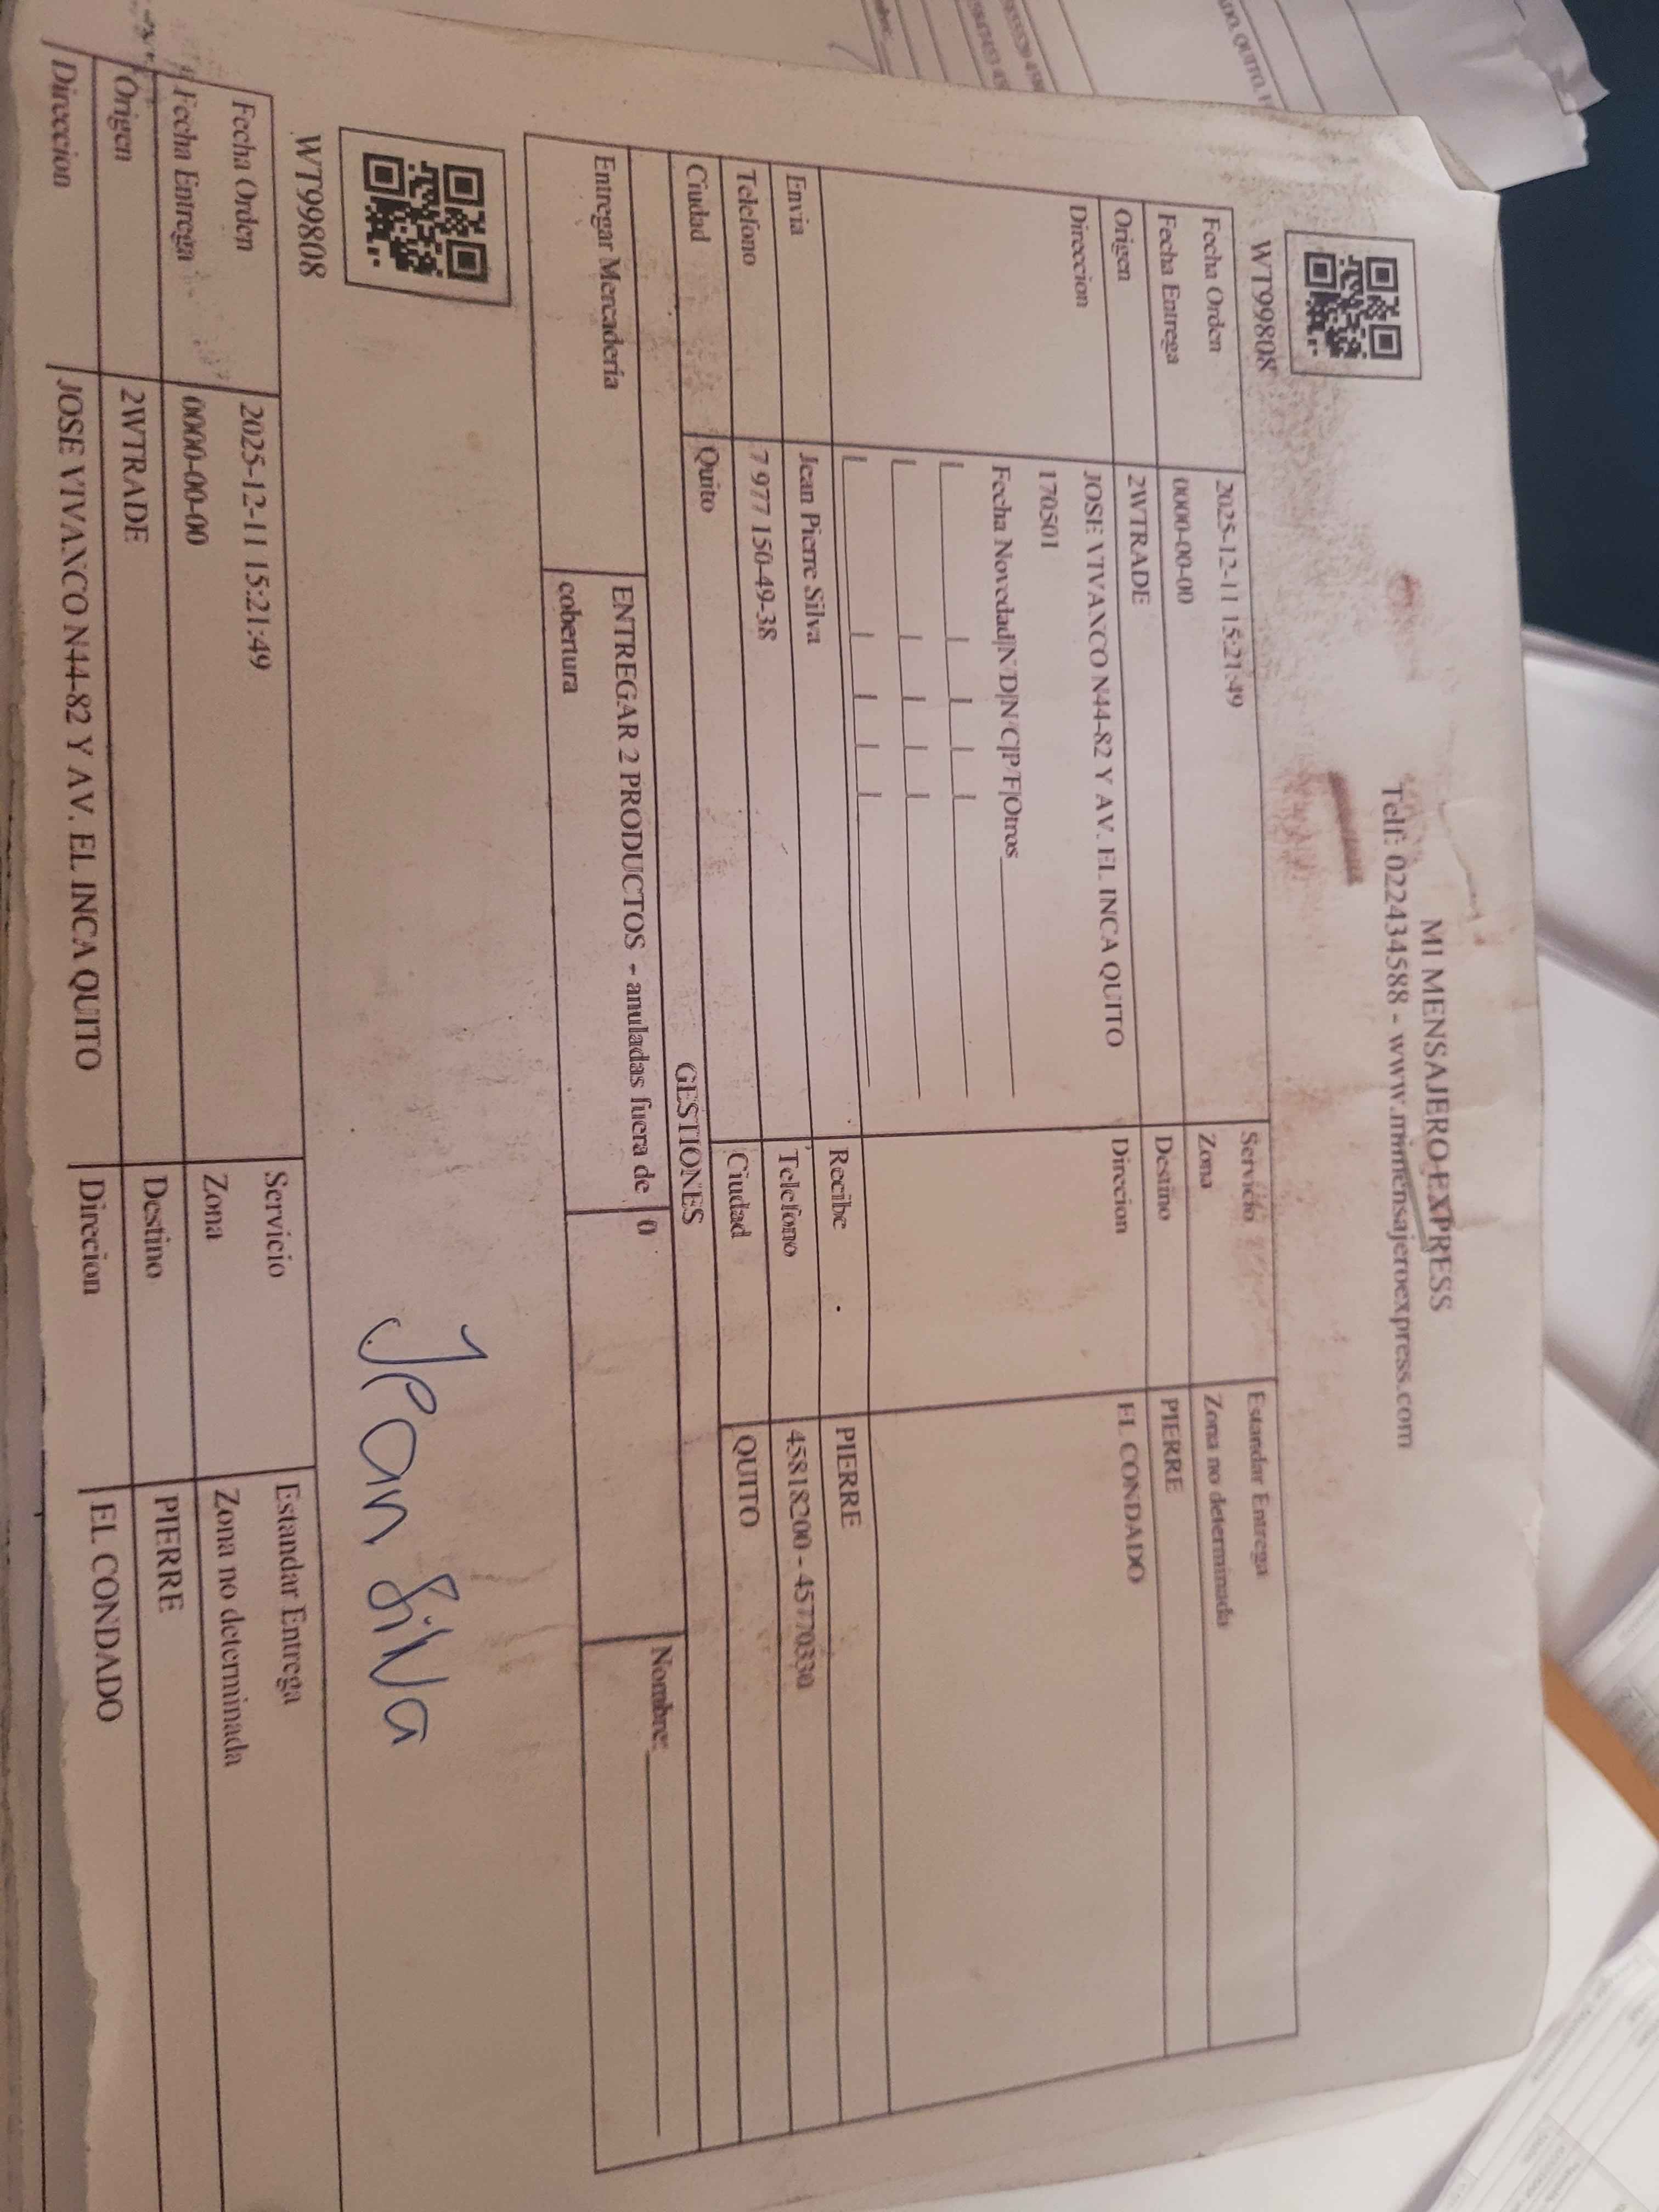 MI MENSAJERO EXPRESS
Telf: 022434588 - www.mimensajeroexpress.com
WT99808
Fecha Orden 2025-12-11 15:21:49 Servicio Estandar Entrega
Fecha Entrega 0000-00-00 Zona Zona no determinada
Origen 2WTRADE Destino PIERRE
Direccion JOSE VIVANCO N44-82 Y AV. EL INCA QUITO Direcion EL CONDADO
170501
Fecha Novedad|N/D|N/C|P/F|Otros
Envia Jean Pierre Silva Recibe PIERRE
Telefono 7 977 150-49-38 Telefono 45818200 - 45770330
Ciudad Quito Ciudad QUITO
GESTIONES
Entregar Mercadería ENTREGAR 2 PRODUCTOS - anuladas fuera de 0 Nombre:
cobertura
Jean Silva
WT99808
Fecha Orden 2025-12-11 15:21:49 Servicio Estandar Entrega
Fecha Entrega 0000-00-00 Zona Zona no determinada
Origen 2WTRADE Destino PIERRE
Direccion JOSE VIVANCO N44-82 Y AV. EL INCA QUITO Direcion EL CONDADO